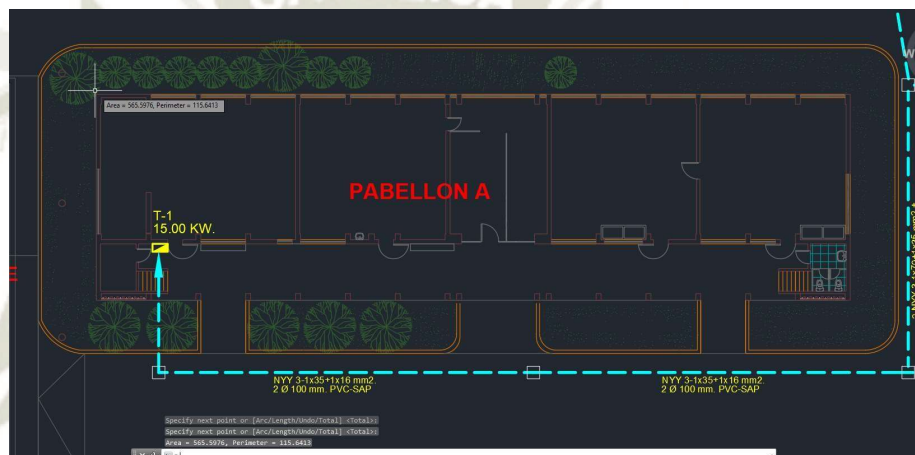 Area = 565.5976, Perimeter = 115.6413
PABELLON A
T-1
15.00 KW.
NYY 3-1x35+1x16 mm2.
2 Ø 100 mm. PVC-SAP
NYY 3-1x35+1x16 mm2.
2 Ø 100 mm. PVC-SAP
Specify next point or [Arc/Length/Undo/Total] <Total>:
Specify next point or [Arc/Length/Undo/Total] <Total>:
Area = 565.5976, Perimeter = 115.6413